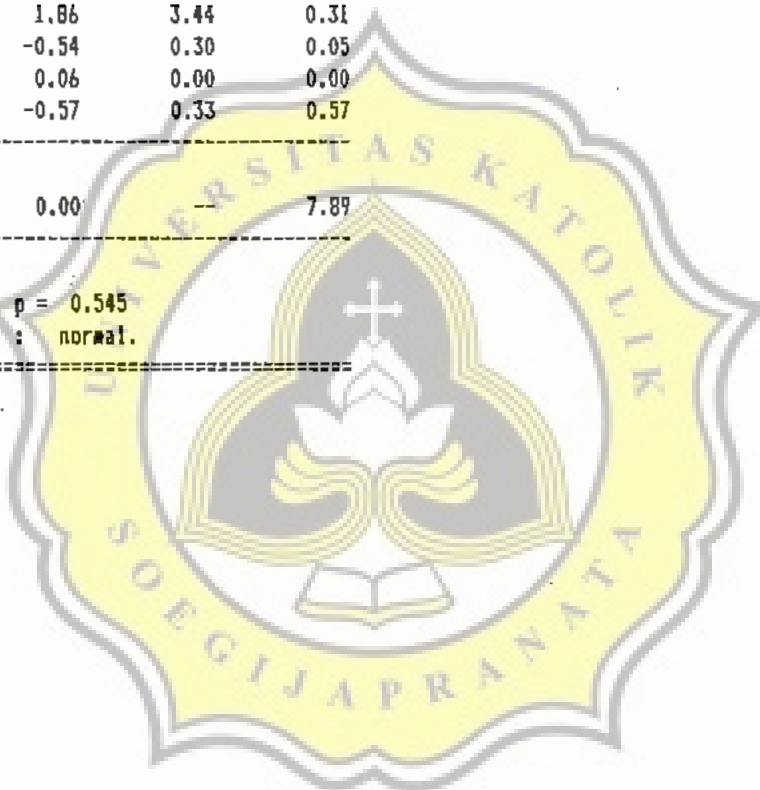 1.86 3.44 0.31
-0.54 0.30 0.05
0.06 0.00 0.00
-0.57 0.33 0.57
0.00 -- 7.89
p = 0.545
: normal.
UNIVERSITAS KATOLIK
SOEGIJAPRANATA